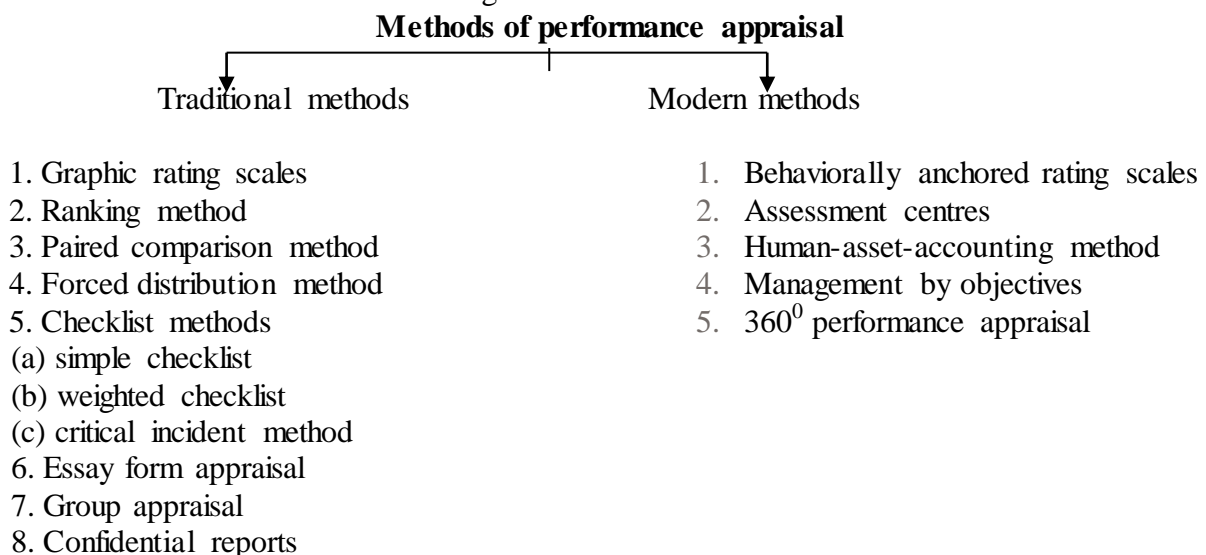 Methods of performance appraisal
Traditional methods
Modern methods
1. Graphic rating scales
2. Ranking method
3. Paired comparison method
4. Forced distribution method
5. Checklist methods
(a) simple checklist
(b) weighted checklist
(c) critical incident method
6. Essay form appraisal
7. Group appraisal
8. Confidential reports
1. Behaviorally anchored rating scales
2. Assessment centres
3. Human-asset-accounting method
4. Management by objectives
5. 360⁰ performance appraisal